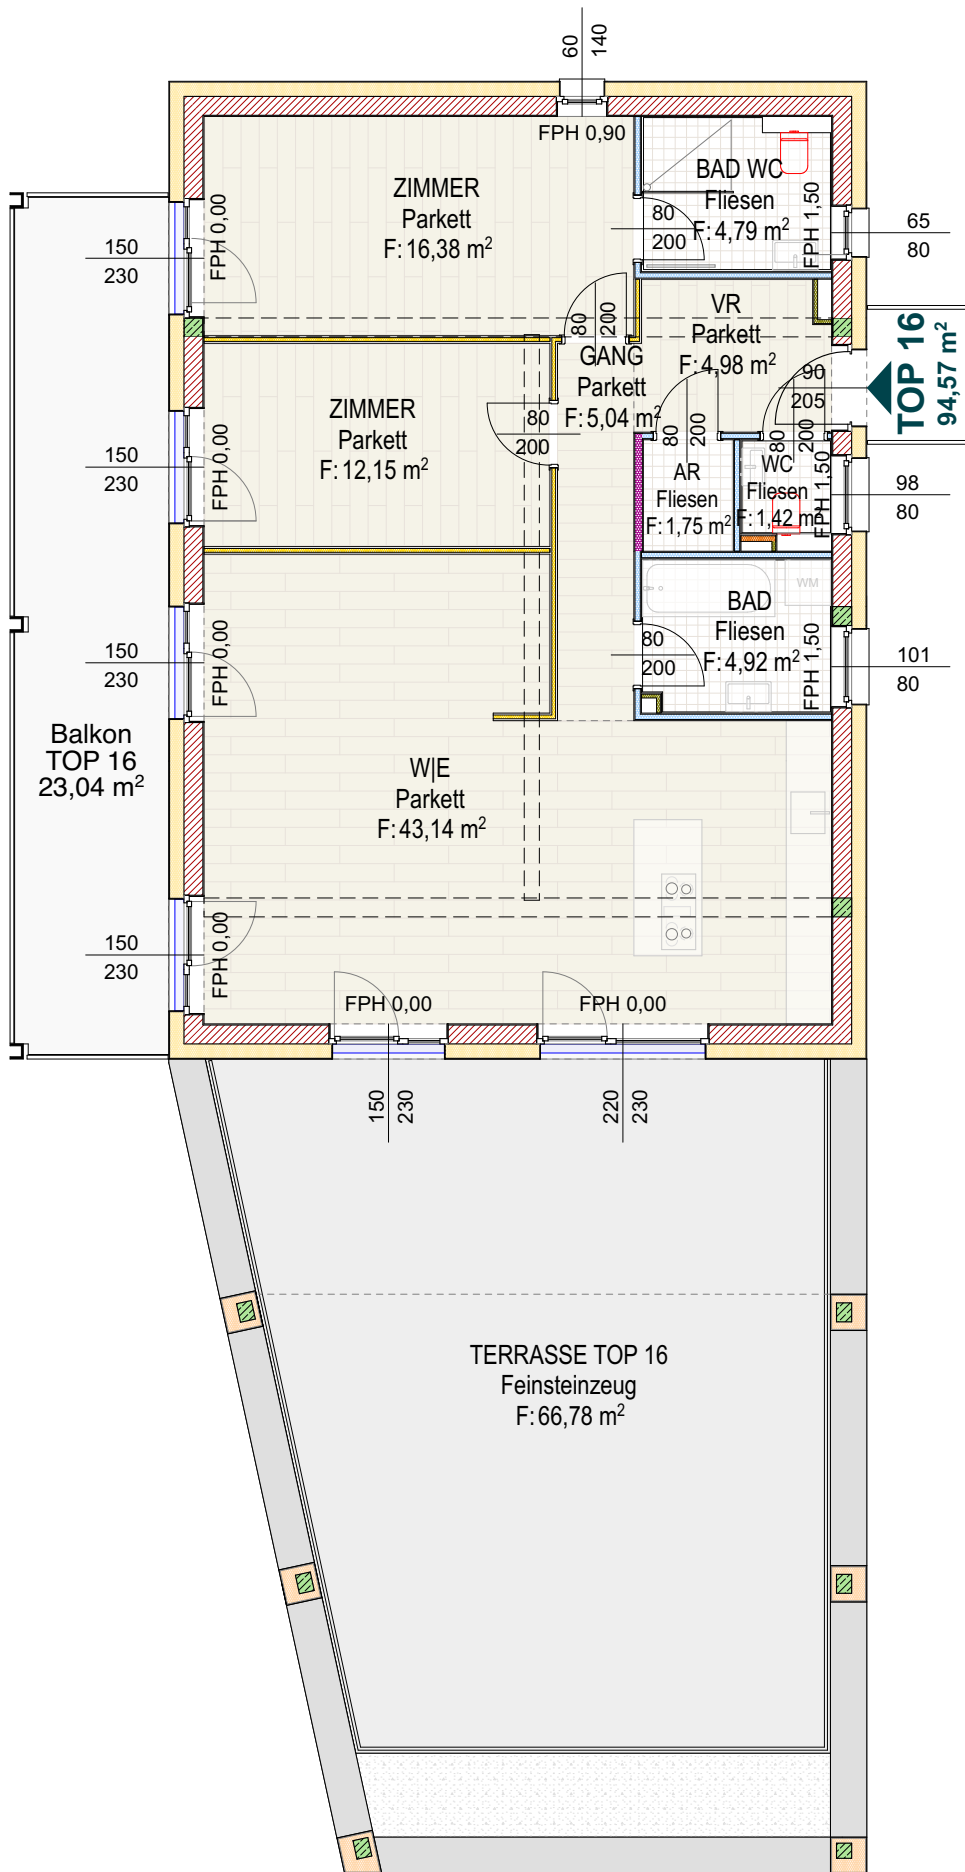 60
140
FPH 0,90
ZIMMER
Parkett
F: 16,38 m²
BAD WC
Fliesen
F: 4,79 m²
FPH 1,50
80
200
65
80
150
230
FPH 0,00
80
200
VR
Parkett
F: 4,98 m²
GANG
Parkett
F: 5,04 m²
90
205
TOP 16
94,57 m²
ZIMMER
Parkett
F: 12,15 m²
80
200
150
230
FPH 0,00
80
200
80
200
AR
Fliesen
F: 1,75 m²
WC
Fliesen
F: 1,42 m²
FPH 1,50
98
80
WM
BAD
Fliesen
F: 4,92 m²
FPH 1,50
80
200
101
80
150
230
FPH 0,00
Balkon
TOP 16
23,04 m²
W|E
Parkett
F: 43,14 m²
150
230
FPH 0,00
FPH 0,00
FPH 0,00
150
230
220
230
TERRASSE TOP 16
Feinsteinzeug
F: 66,78 m²